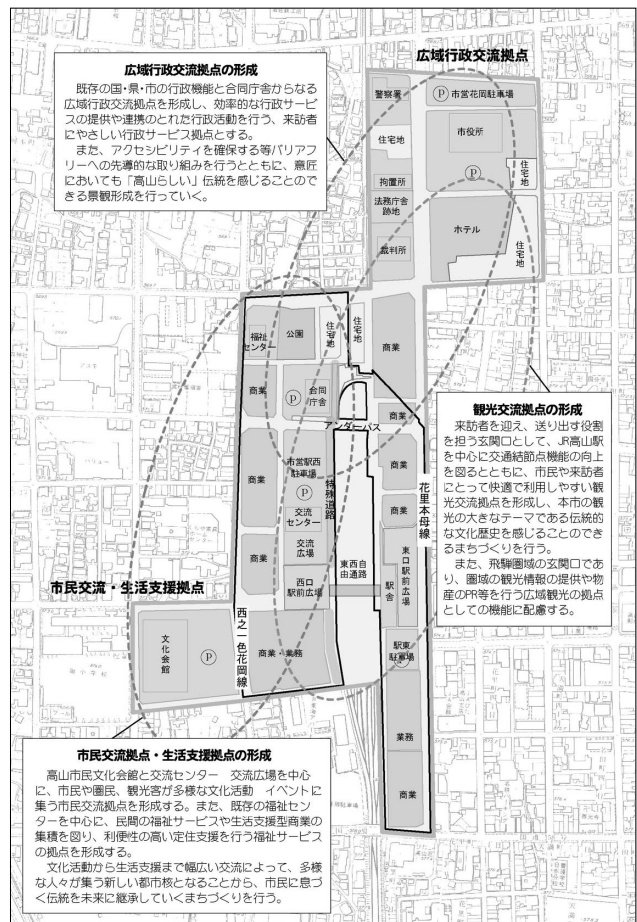 広域行政交流拠点の形成
既存の国・県・市の行政機能と合同庁舎からなる
広域行政交流拠点を形成し、効率的な行政サービ
スの提供や連携のとれた行政活動を行う、来訪者
にやさしい行政サービス拠点とする。
また、アクセシビリティを確保する等バリアフ
リーへの先導的な取り組みを行うとともに、意匠
においても「高山らしい」伝統を感じることので
きる景観形成を行っていく。
広域行政交流拠点
警察署
P 市営花岡駐車場
住宅地
市役所
P
住宅地
拘置所
法務庁舎
跡地
裁判所
ホテル
住宅地
福祉
センター
公園
住宅地
住宅地
商業
商業
P
合同
庁舎
アンダーパス
商業
市営駅西
駐車場
P
特殊道路
商業
商業
花里本母線
商業
交流
センター
交流
広場
商業
西口
駅前広場
東西自
由通路
駅舎
東口駅前広場
西之一色花岡線
商業・業務
駅東
駐車場
P
業務
商業
観光交流拠点の形成
来訪者を迎え、送り出す役割
を担う玄関口として、JR高山駅
を中心に交通結節点機能の向上
を図るとともに、市民や来訪者
にとって快適で利用しやすい観
光交流拠点を形成し、本市の観
光の大きなテーマである伝統的
な文化歴史を感じることのでき
るまちづくりを行う。
また、飛騨圏域の玄関口であ
り、圏域の観光情報の提供や物
産のPR等を行う広域観光の拠点
としての機能に配慮する。
市民交流・生活支援拠点
文化会館
P
市民交流拠点・生活支援拠点の形成
高山市民文化会館と交流センター　交流広場を中心
に、市民や圏民、観光客が多様な文化活動　イベントに
集う市民交流拠点を形成する。また、既存の福祉セン
ターを中心に、民間の福祉サービスや生活支援型商業の
集積を図り、利便性の高い定住支援を行う福祉サービス
の拠点を形成する。
文化活動から生活支援まで幅広い交流によって、多様
な人々が集う新しい都市核となることから、市民に息づ
く伝統を未来に継承していくまちづくりを行う。